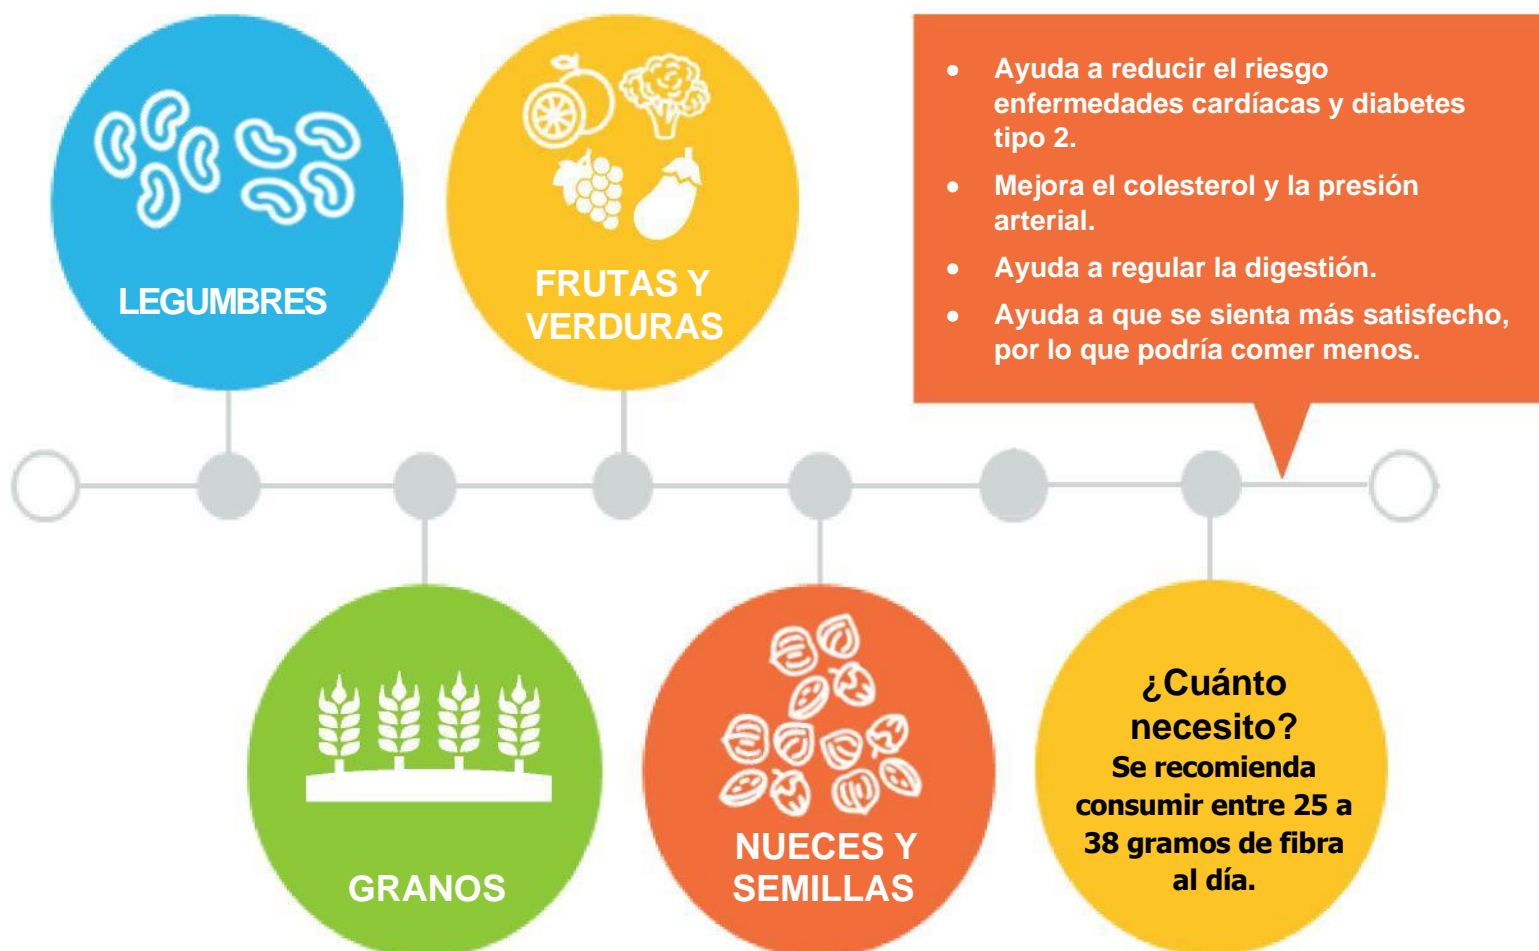 LEGUMBRES
FRUTAS Y
VERDURAS
● Ayuda a reducir el riesgo
enfermedades cardíacas y diabetes
tipo 2.
● Mejora el colesterol y la presión
arterial.
● Ayuda a regular la digestión.
● Ayuda a que se sienta más satisfecho,
por lo que podría comer menos.
GRANOS
NUECES Y
SEMILLAS
¿Cuánto
necesito?
Se recomienda
consumir entre 25 a
38 gramos de fibra
al día.